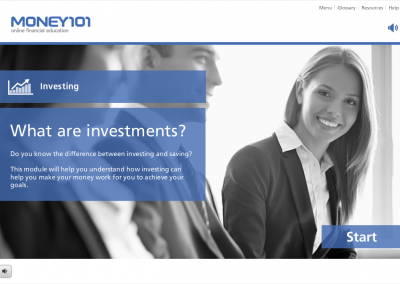 Menu | Glossary | Resources | Help
MONEY101
online financial education
Investing
What are investments?
Do you know the difference between investing and saving?
This module will help you understand how investing can
help you make your money work for you to achieve your
goals.
Start